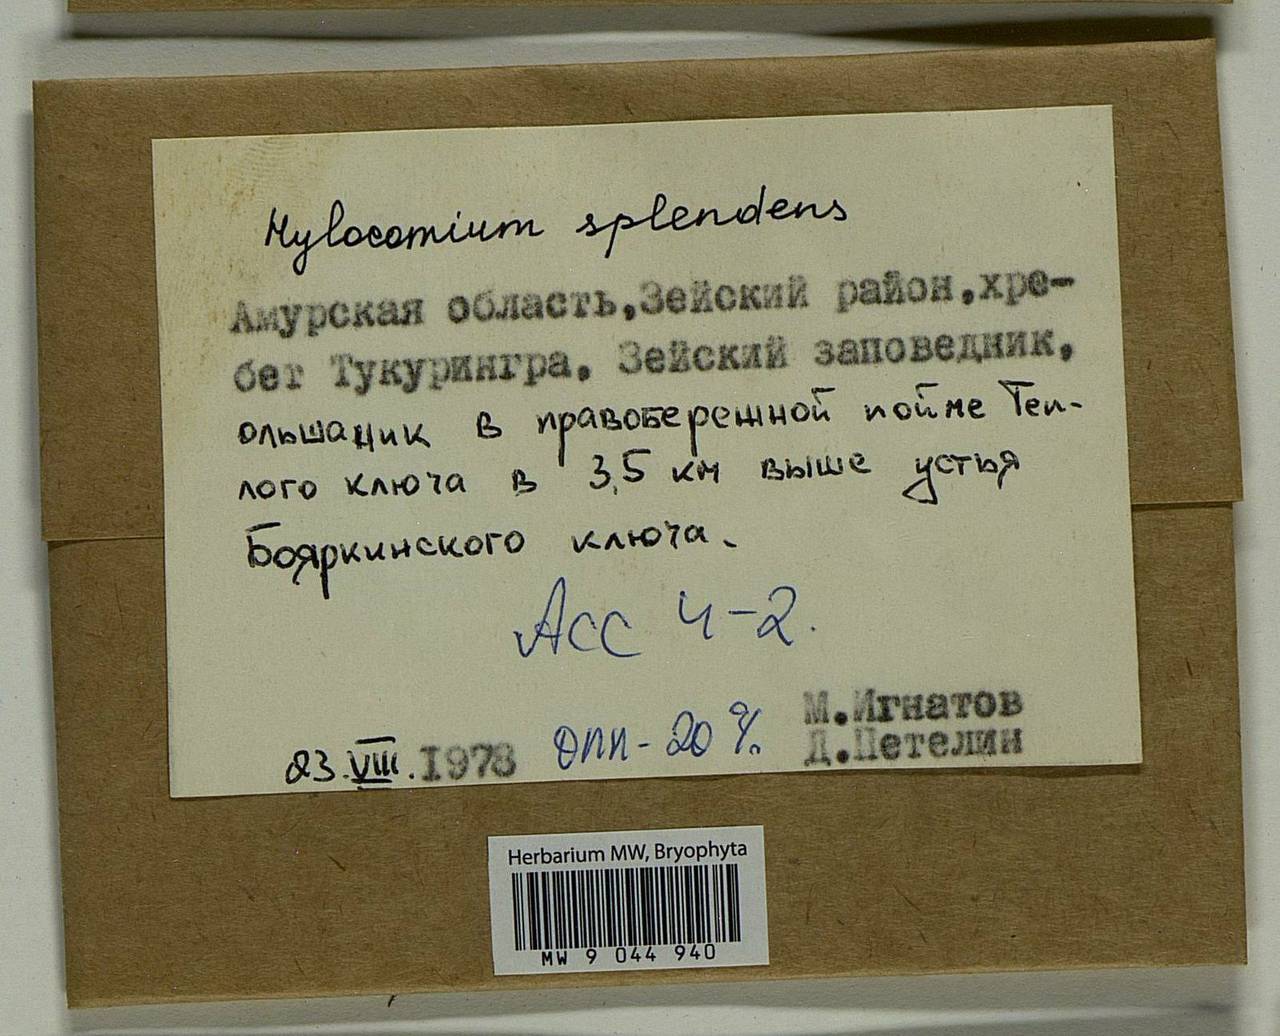 Hylocomium splendens
Амурская область, Зейский район, хре-
бет Тукурингра. Зейский заповедник,
ольшаник в правобережной пойме Теп-
лого ключа в 3,5 км выше устья
Бояркинского ключа.
Асс 4-2.
23.VIII.1978 ОПП - 20 %.
М.Игнатов
Д.Петелин
Herbarium MW, Bryophyta
MW 9 044 940